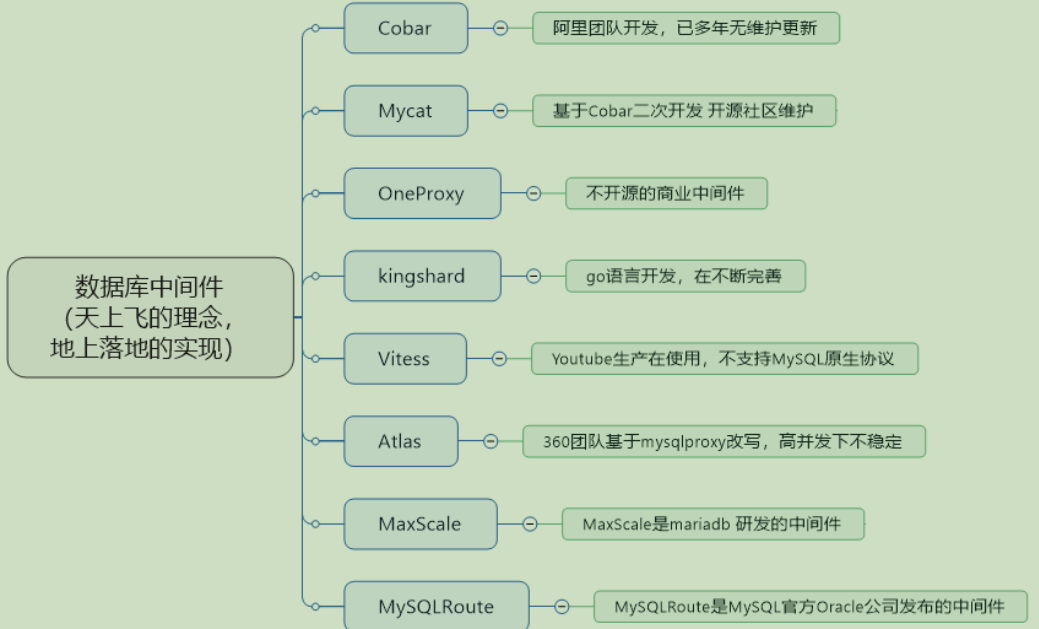 Cobar
阿里团队开发，已多年无维护更新
Mycat
基于Cobar二次开发 开源社区维护
OneProxy
不开源的商业中间件
数据库中间件
（天上飞的理念，
地上落地的实现）
kingshard
go语言开发，在不断完善
Vitess
Youtube生产在使用，不支持MySQL原生协议
Atlas
360团队基于mysqlproxy改写，高并发下不稳定
MaxScale
MaxScale是mariadb 研发的中间件
MySQLRoute
MySQLRoute是MySQL官方Oracle公司发布的中间件